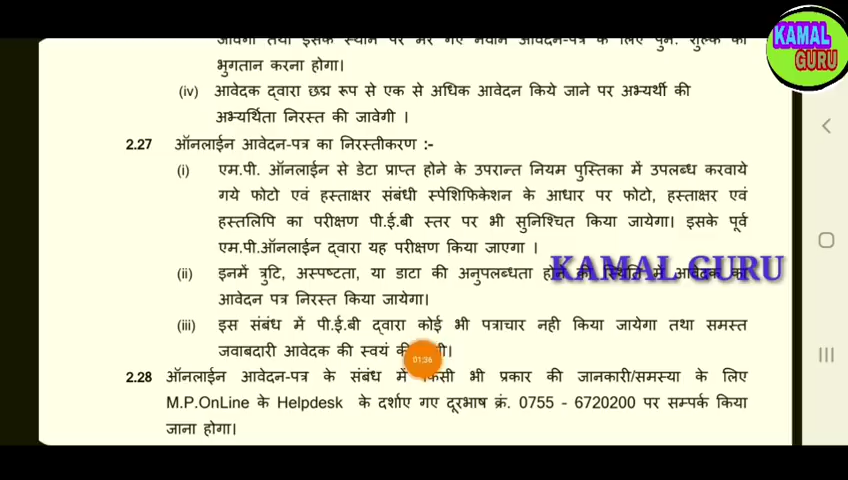 जावेगा तथा इसके स्थान पर भरे गए नवीन आवेदन-पत्र के लिए पुन: शुल्क का
भुगतान करना होगा।
(iv) आवेदक द्वारा छद्म रूप से एक से अधिक आवेदन किये जाने पर अभ्यर्थी की
अभ्यर्थिता निरस्त की जावेगी ।
2.27 ऑनलाईन आवेदन-पत्र का निरस्तीकरण :-
(i) एम.पी. ऑनलाईन से डेटा प्राप्त होने के उपरान्त नियम पुस्तिका में उपलब्ध करवाये
गये फोटो एवं हस्ताक्षर संबंधी स्पेशिफिकेशन के आधार पर फोटो, हस्ताक्षर एवं
हस्तलिपि का परीक्षण पी.ई.बी स्तर पर भी सुनिश्चित किया जायेगा। इसके पूर्व
एम.पी.ऑनलाईन द्वारा यह परीक्षण किया जाएगा ।
(ii) इनमें त्रुटि, अस्पष्टता, या डाटा की अनुपलब्धता होने की स्थिति में आवेदक का
आवेदन पत्र निरस्त किया जायेगा।
(iii) इस संबंध में पी.ई.बी द्वारा कोई भी पत्राचार नही किया जायेगा तथा समस्त
जवाबदारी आवेदक की स्वयं की
2.28 ऑनलाईन आवेदन-पत्र के संबंध में किसी भी प्रकार की जानकारी/समस्या के लिए
M.P.OnLine के Helpdesk के दर्शाए गए दूरभाष क्रं. 0755 - 6720200 पर सम्पर्क किया
जाना होगा।
KAMAL
GURU
KAMAL GURU
01:36